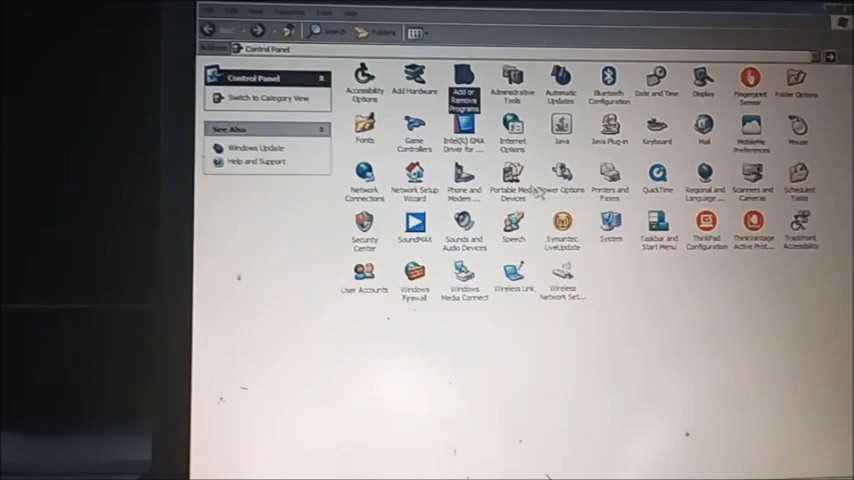 View Favorites Tools Help
Back Search Folders
Address Control Panel
Control Panel
Switch to Category View
See Also
Windows Update
Help and Support
Accessibility Options
Add Hardware
Add or Remove Programs
Administrative Tools
Automatic Updates
Bluetooth Configuration
Date and Time
Display
Fingerprint Sensor
Folder Options
Fonts
Game Controllers
Intel(R) GMA Driver for ...
Internet Options
Java
Java Plug-in
Keyboard
Mail
MobileMe Preferences
Mouse
Network Connections
Network Setup Wizard
Phone and Modem ...
Portable Media Devices
Power Options
Printers and Faxes
QuickTime
Regional and Language ...
Scanners and Cameras
Scheduled Tasks
Security Center
SoundMAX
Sounds and Audio Devices
Speech
Symantec LiveUpdate
System
Taskbar and Start Menu
ThinkPad Configuration
ThinkVantage Active Prot...
TrackPoint Accessibility
User Accounts
Windows Firewall
Windows Media Connect
Wireless Link
Wireless Network Set...